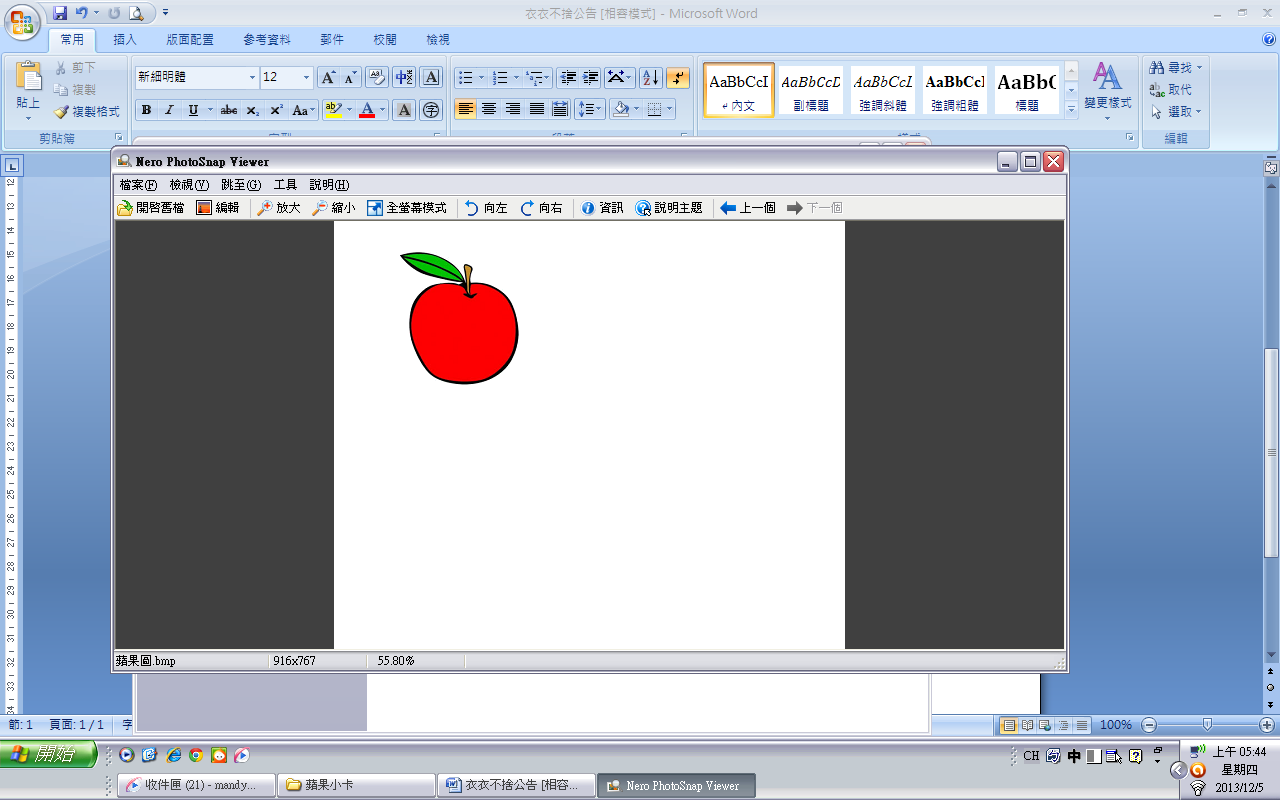 衣衣不捨公告 [相容模式] - Microsoft Word
常用 插入 版面配置 參考資料 郵件 校閱 檢視
貼上 剪下 複製 複製格式 剪貼簿
新細明體 12
AaBbCcI AaBbCcD AaBbCcL AaBbCcI AaBbC
↵ 內文 副標題 強調斜體 強調粗體 標題
變更樣式
尋找 取代 選取 編輯
Nero PhotoSnap Viewer
檔案(F) 檢視(V) 跳至(G) 工具 說明(H)
開啓舊檔 編輯 放大 縮小 全螢幕模式 向左 向右 資訊 說明主題 上一個 下一個
蘋果圖.bmp 916x767 55.80%
節: 1 頁面: 1 / 1 字 100%
開始 CH 中 上午 05:44
星期四
2013/12/5
收件匣 (21) - mandy... 蘋果小卡 衣衣不捨公告 [相容... Nero PhotoSnap Viewer